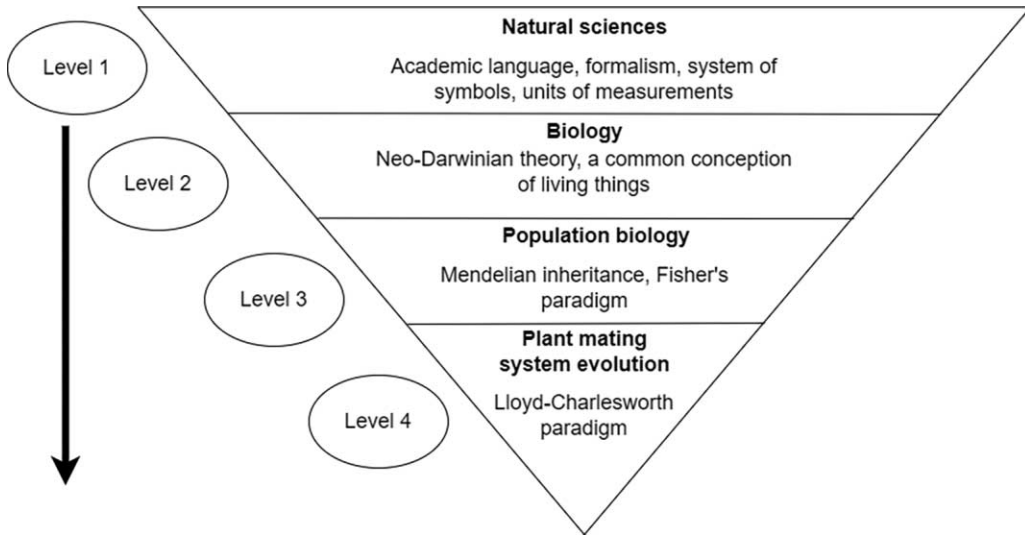 Natural sciences
Level 1
Academic language, formalism, system of
symbols, units of measurements
Biology
Neo-Darwinian theory, a common conception
of living things
Level 2
Population biology
Mendelian inheritance, Fisher's
paradigm
Level 3
Plant mating
system evolution
Lloyd-Charlesworth
paradigm
Level 4